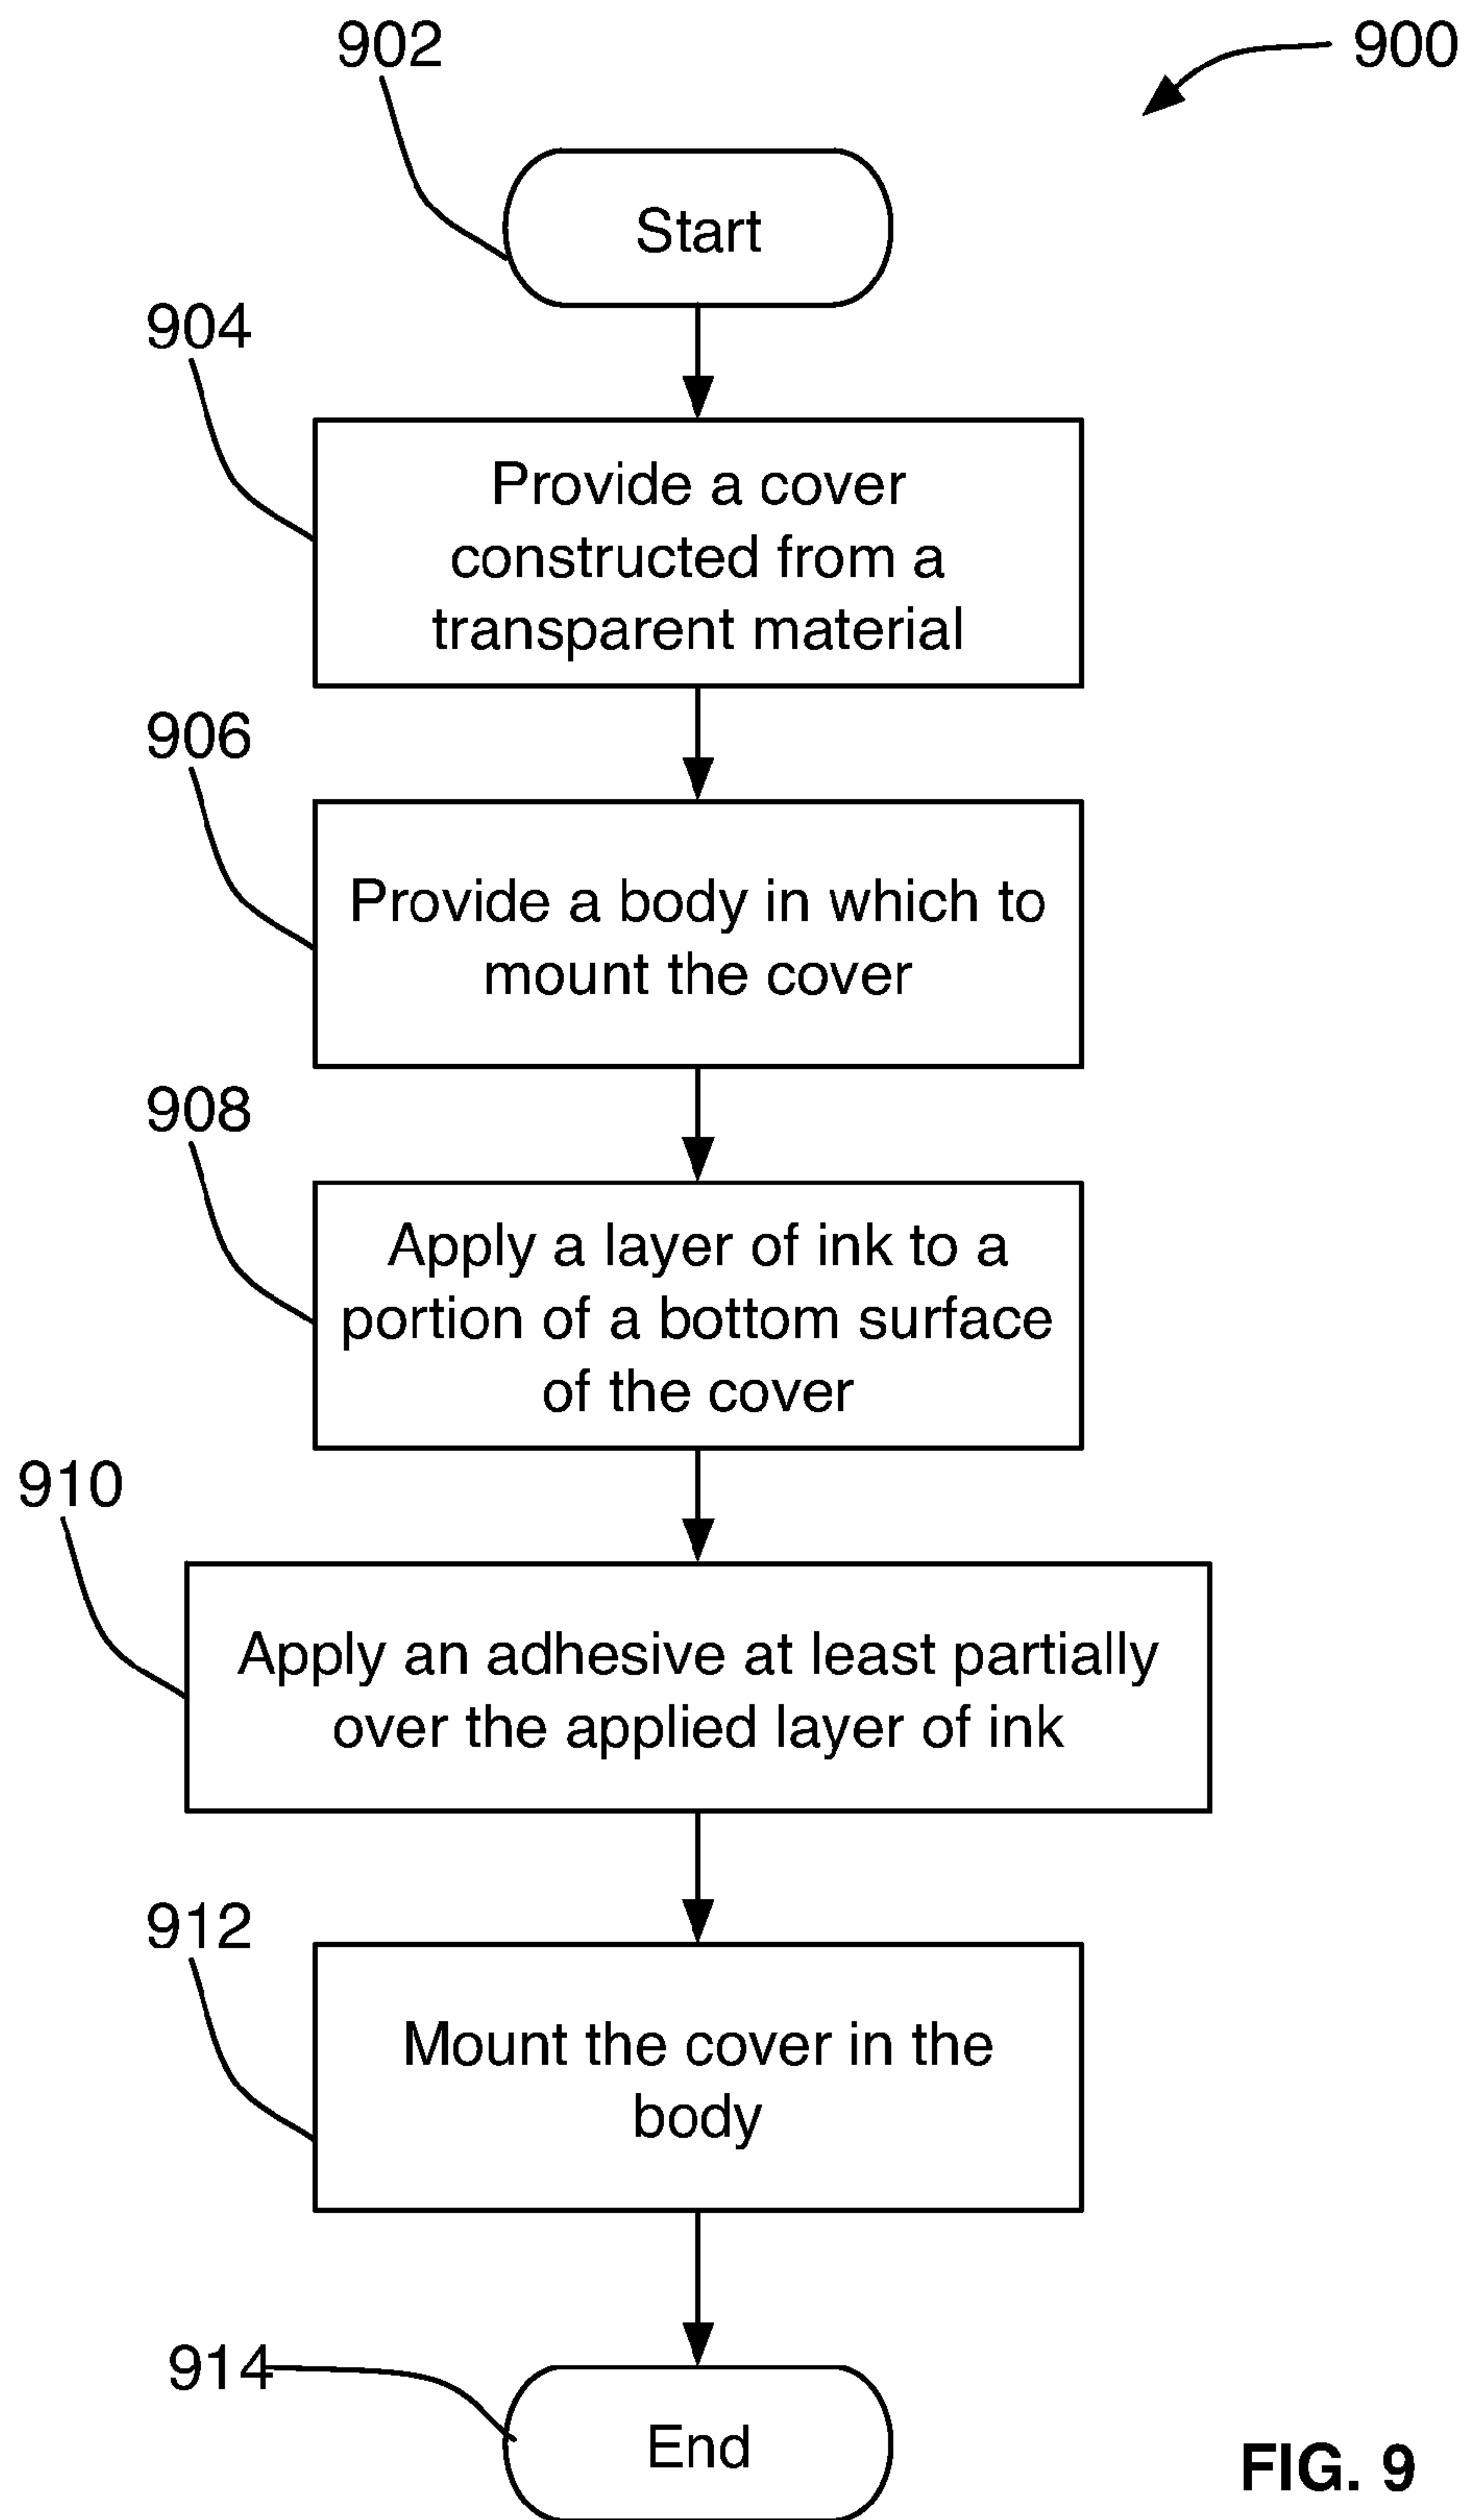 902
900
Start
904
Provide a cover
constructed from a
transparent material
906
Provide a body in which to
mount the cover
908
Apply a layer of ink to a
portion of a bottom surface
of the cover
910
Apply an adhesive at least partially
over the applied layer of ink
912
Mount the cover in the
body
914
End
FIG. 9